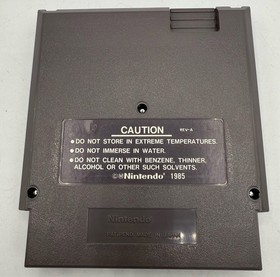 CAUTION
REV-A
•DO NOT STORE IN EXTREME TEMPERATURES.
•DO NOT IMMERSE IN WATER.
•DO NOT CLEAN WITH BENZENE, THINNER,
ALCOHOL OR OTHER SUCH SOLVENTS.
©Nintendo® 1985
Nintendo